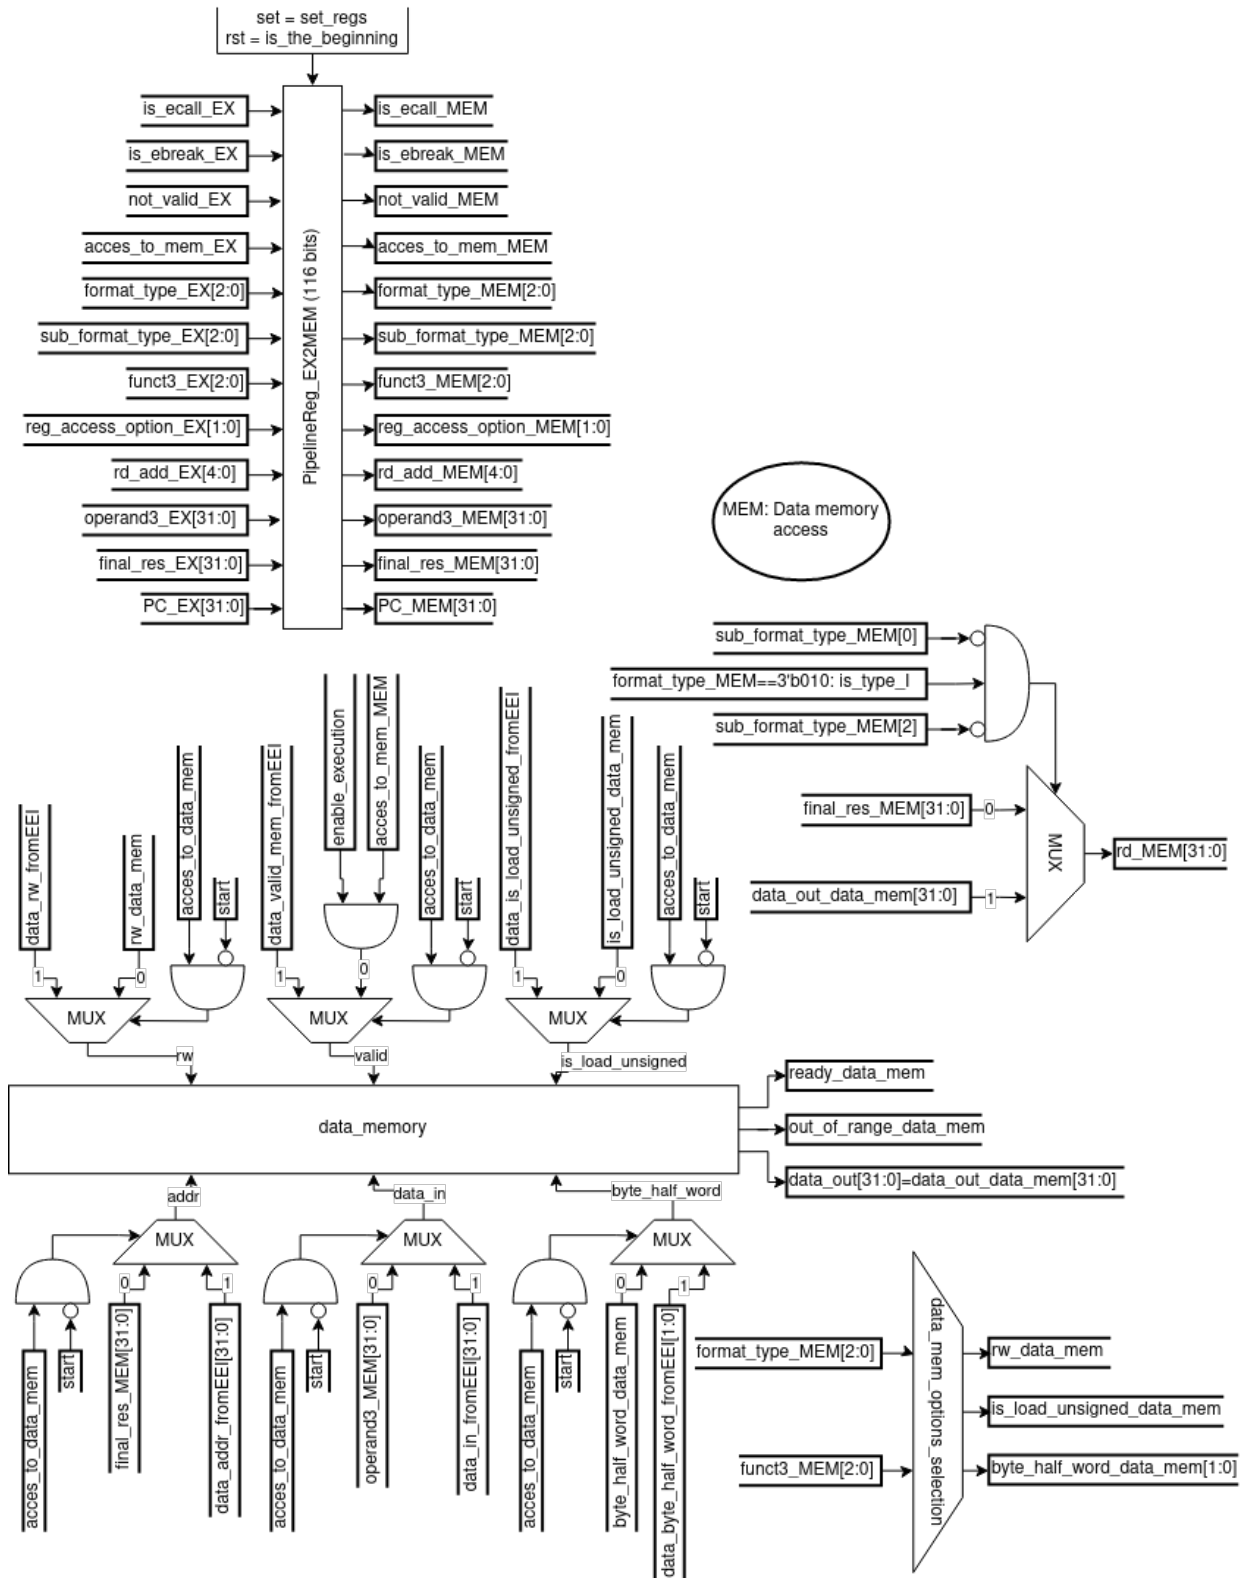 set = set_regs
rst = is_the_beginning
is_ecall_EX
is_ecall_MEM
is_ebreak_EX
is_ebreak_MEM
not_valid_EX
not_valid_MEM
acces_to_mem_EX
acces_to_mem_MEM
format_type_EX[2:0]
format_type_MEM[2:0]
sub_format_type_EX[2:0]
sub_format_type_MEM[2:0]
funct3_EX[2:0]
funct3_MEM[2:0]
reg_access_option_EX[1:0]
reg_access_option_MEM[1:0]
rd_add_EX[4:0]
rd_add_MEM[4:0]
operand3_EX[31:0]
operand3_MEM[31:0]
final_res_EX[31:0]
final_res_MEM[31:0]
PC_EX[31:0]
PC_MEM[31:0]
PipelineReg_EX2MEM (116 bits)
MEM: Data memory
access
sub_format_type_MEM[0]
format_type_MEM==3'b010: is_type_I
sub_format_type_MEM[2]
final_res_MEM[31:0]
0
data_out_data_mem[31:0]
1
MUX
rd_MEM[31:0]
data_rw_fromEEI
rw_data_mem
acces_to_data_mem
start
data_valid_mem_fromEEI
enable_execution
acces_to_mem_MEM
acces_to_data_mem
start
data_is_load_unsigned_fromEEI
is_load_unsigned_data_mem
acces_to_data_mem
start
1
0
1
0
1
0
MUX
MUX
MUX
rw
valid
is_load_unsigned
data_memory
ready_data_mem
out_of_range_data_mem
data_out[31:0]=data_out_data_mem[31:0]
addr
data_in
byte_half_word
MUX
MUX
MUX
0
1
0
1
0
1
acces_to_data_mem
start
final_res_MEM[31:0]
data_addr_fromEEI[31:0]
acces_to_data_mem
start
operand3_MEM[31:0]
data_in_fromEEI[31:0]
acces_to_data_mem
start
byte_half_word_data_mem
data_byte_half_word_fromEEI[1:0]
format_type_MEM[2:0]
funct3_MEM[2:0]
data_mem_options_selection
rw_data_mem
is_load_unsigned_data_mem
byte_half_word_data_mem[1:0]